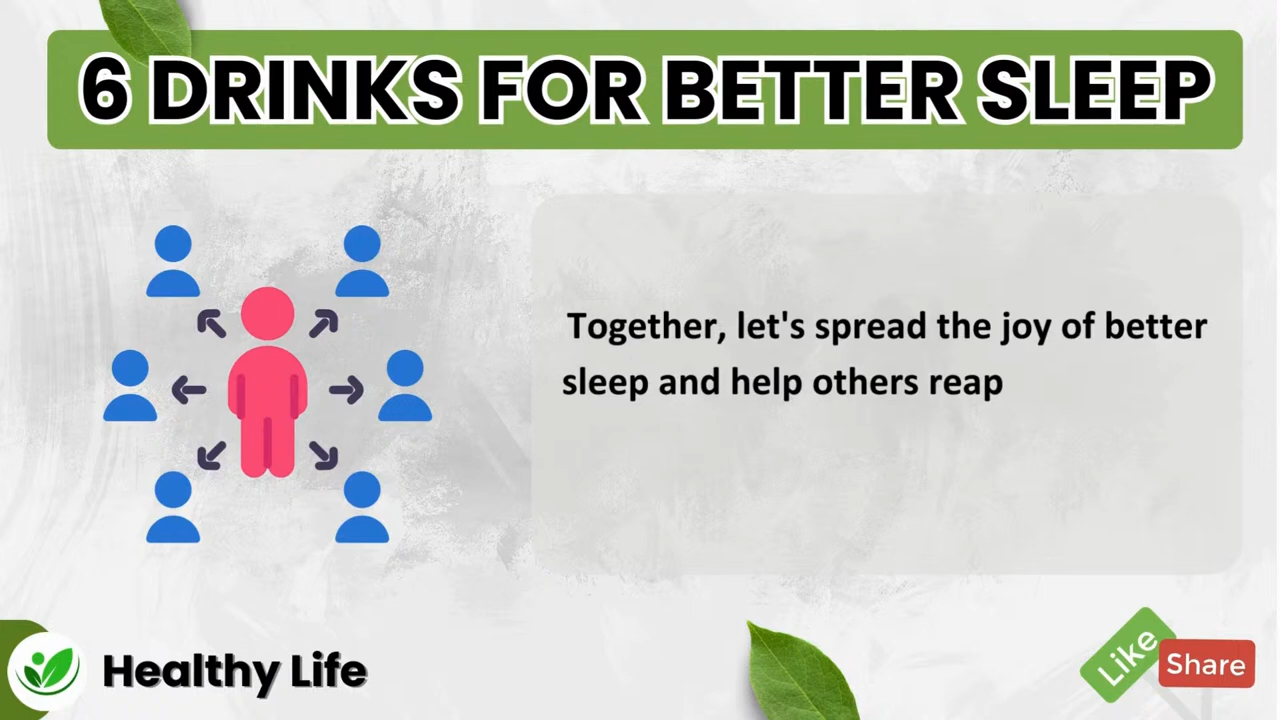 6 DRINKS FOR BETTER SLEEP
Together, let's spread the joy of better
sleep and help others reap
Healthy Life
Like
Share